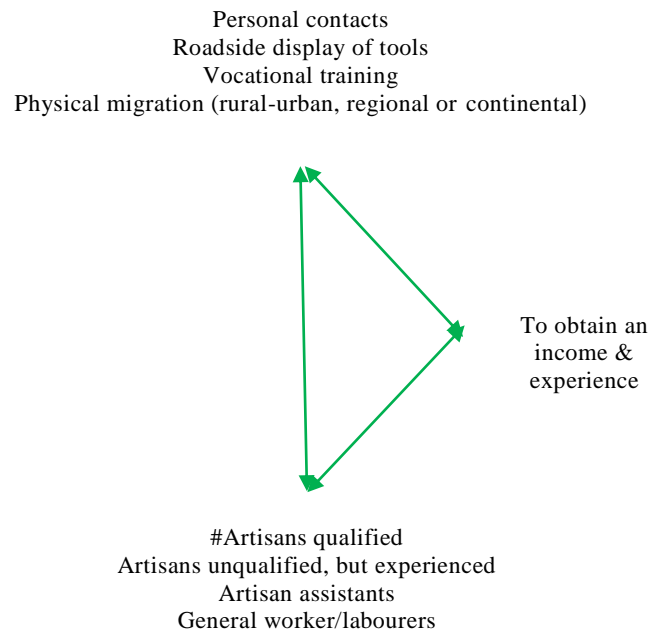 Personal contacts
Roadside display of tools
Vocational training
Physical migration (rural-urban, regional or continental)
To obtain an
income &
experience
#Artisans qualified
Artisans unqualified, but experienced
Artisan assistants
General worker/labourers